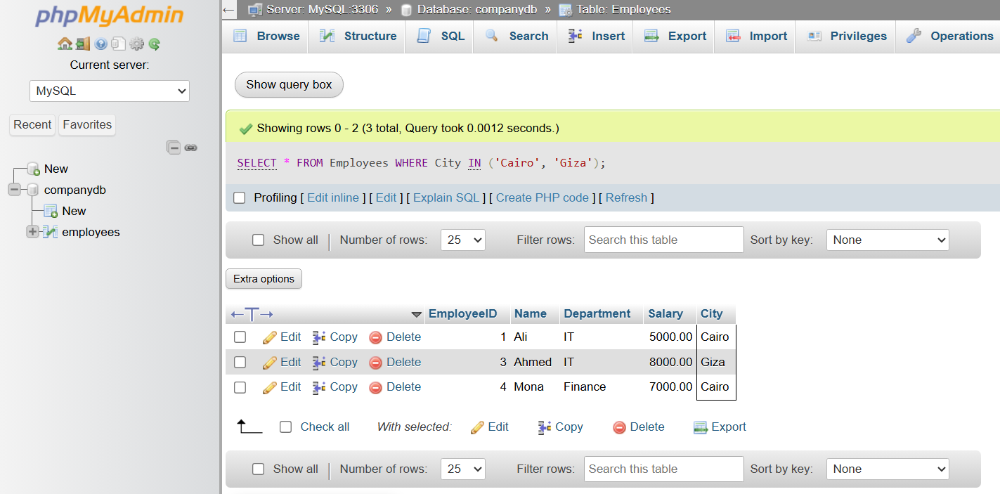 phpMyAdmin
Current server:
MySQL
Recent Favorites
New
companydb
New
employees
Server: MySQL:3306 » Database: companydb » Table: Employees
Browse Structure SQL Search Insert Export Import Privileges Operations
Show query box
Showing rows 0 - 2 (3 total, Query took 0.0012 seconds.)
SELECT * FROM Employees WHERE City IN ('Cairo', 'Giza');
Profiling [ Edit inline ] [ Edit ] [ Explain SQL ] [ Create PHP code ] [ Refresh ]
Show all | Number of rows: 25 Filter rows: Search this table Sort by key: None
Extra options
←T→ EmployeeID Name Department Salary City
Edit Copy Delete 1 Ali IT 5000.00 Cairo
Edit Copy Delete 3 Ahmed IT 8000.00 Giza
Edit Copy Delete 4 Mona Finance 7000.00 Cairo
Check all With selected: Edit Copy Delete Export
Show all | Number of rows: 25 Filter rows: Search this table Sort by key: None